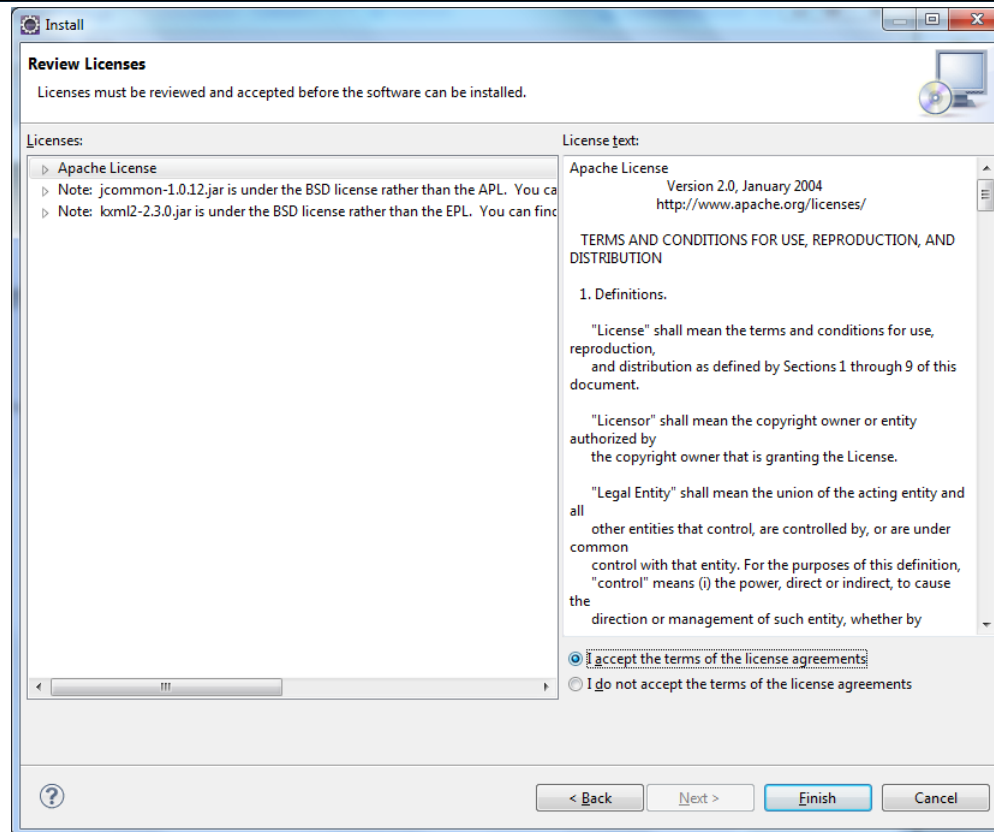 Install
Review Licenses
Licenses must be reviewed and accepted before the software can be installed.
Licenses:
Apache License
Note: jcommon-1.0.12.jar is under the BSD license rather than the APL. You ca
Note: kxml2-2.3.0.jar is under the BSD license rather than the EPL. You can find
License text:
Apache License
Version 2.0, January 2004
http://www.apache.org/licenses/
TERMS AND CONDITIONS FOR USE, REPRODUCTION, AND
DISTRIBUTION
1. Definitions.
"License" shall mean the terms and conditions for use,
reproduction,
and distribution as defined by Sections 1 through 9 of this
document.
"Licensor" shall mean the copyright owner or entity
authorized by
the copyright owner that is granting the License.
"Legal Entity" shall mean the union of the acting entity and
all
other entities that control, are controlled by, or are under
common
control with that entity. For the purposes of this definition,
"control" means (i) the power, direct or indirect, to cause
the
direction or management of such entity, whether by
I accept the terms of the license agreements
I do not accept the terms of the license agreements
< Back
Next >
Finish
Cancel